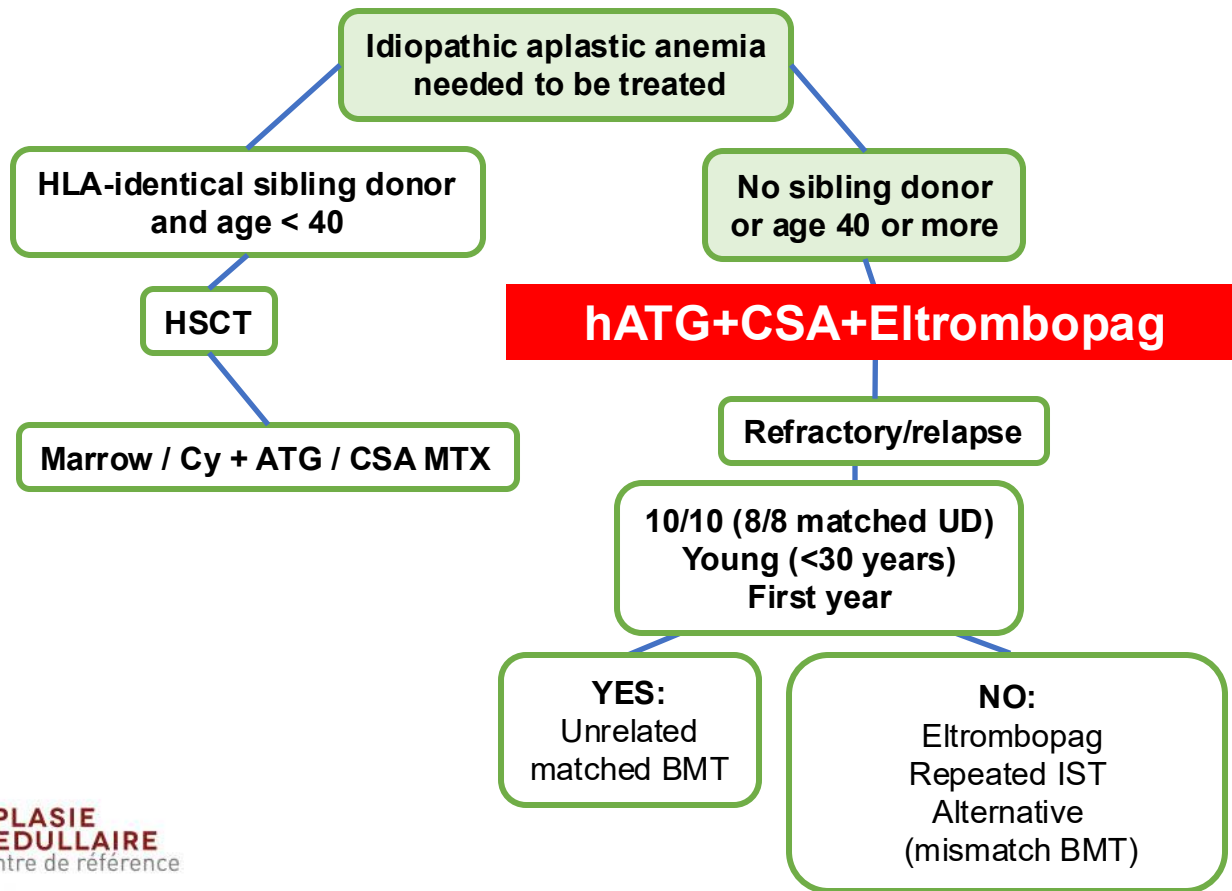 Idiopathic aplastic anemia
needed to be treated
HLA-identical sibling donor
and age < 40
No sibling donor
or age 40 or more
HSCT
hATG+CSA+Eltrombopag
Marrow / Cy + ATG / CSA MTX
Refractory/relapse
10/10 (8/8 matched UD)
Young (<30 years)
First year
YES:
Unrelated
matched BMT
NO:
Eltrombopag
Repeated IST
Alternative
(mismatch BMT)
PLASIE
EDULLAIRE
ntre de référence